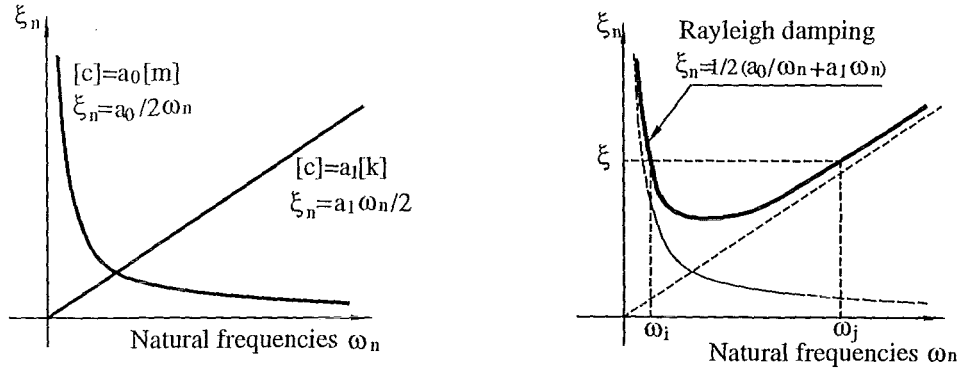 ξn
[c]=a0[m]
ξn=a0/2ωn
[c]=a1[k]
ξn=a1ωn/2
Natural frequencies ωn
ξn
Rayleigh damping
ξn=1/2(a0/ωn+a1ωn)
ξ
ωi
ωj
Natural frequencies ωn